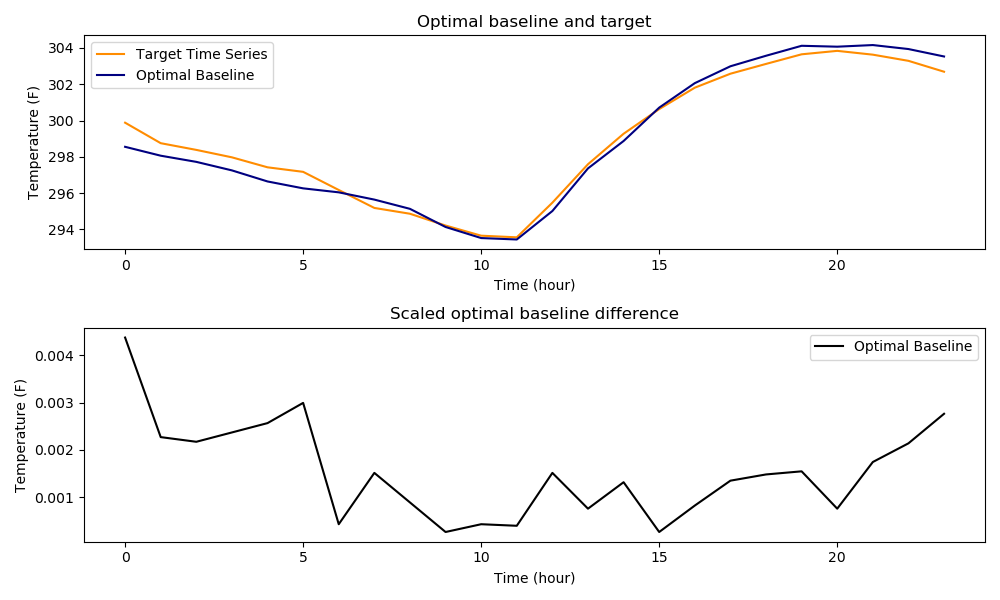 Optimal baseline and target
Temperature (F)
304
302
300
298
296
294
Target Time Series
Optimal Baseline
0
5
10
15
20
Time (hour)
Scaled optimal baseline difference
Temperature (F)
0.004
0.003
0.002
0.001
Optimal Baseline
0
5
10
15
20
Time (hour)